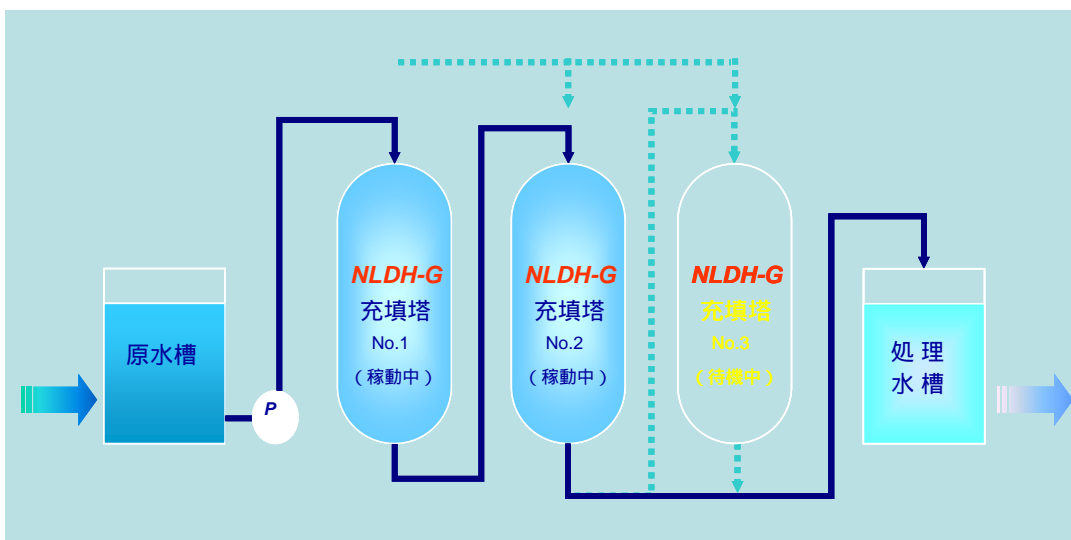 原水槽
P
NLDH-G
充填塔
No.1
（稼動中）
NLDH-G
充填塔
No.2
（稼動中）
NLDH-G
充填塔
No.3
（待機中）
処 理
水 槽